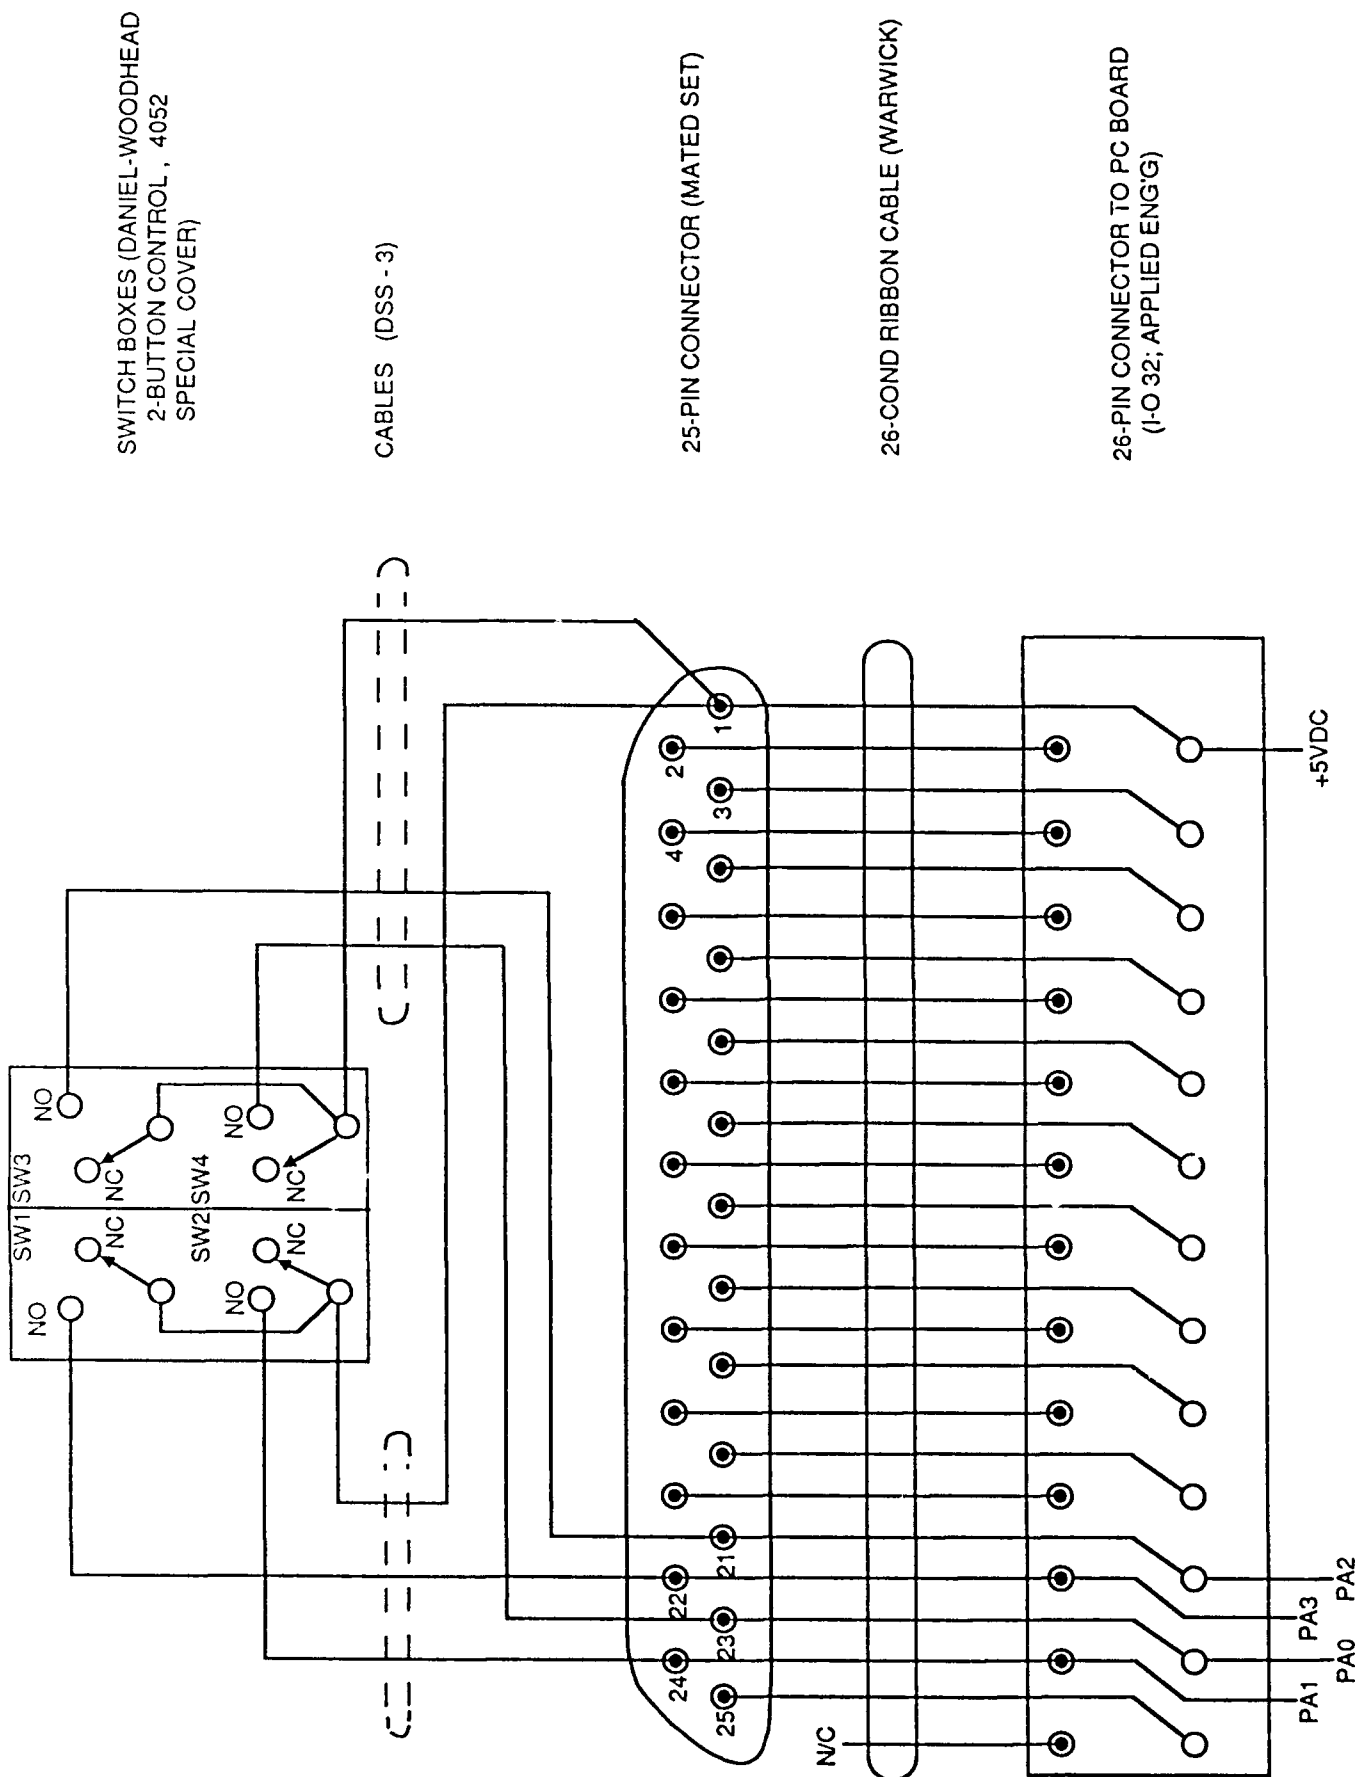 SWITCH BOXES (DANIEL-WOODHEAD
2-BUTTON CONTROL, 4052
SPECIAL COVER)
CABLES (DSS - 3)
25-PIN CONNECTOR (MATED SET)
26-COND RIBBON CABLE (WARWICK)
26-PIN CONNECTOR TO PC BOARD
(I-O 32; APPLIED ENG'G)
SW1 SW3
NO
NC
NC
NO
SW2 SW4
NO
NC
NC
NO
25
24
23
22
21
4
3
2
1
N/C
PA1
PA0
PA3
PA2
+5VDC